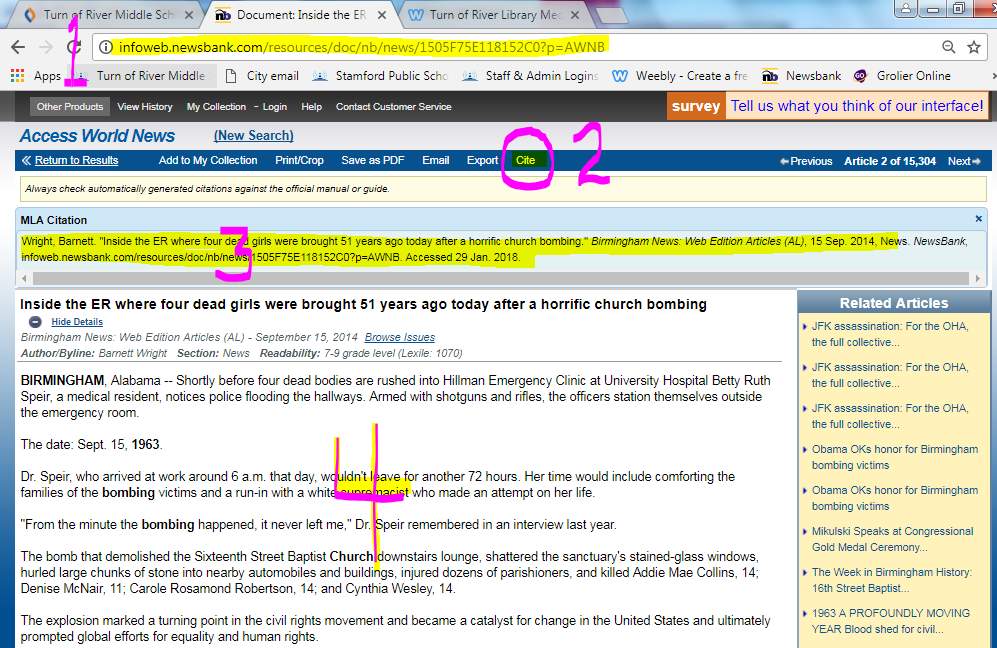 Turn of River Middle Sch
Document: Inside the ER
Turn of River Library Med
1
infoweb.newsbank.com/resources/doc/nb/news/1505F75E118152C0?p=AWNB
Apps Turn of River Middle City email Stamford Public Scho Staff & Admin Logins Weebly - Create a fre nb Newsbank GO Grolier Online
Other Products View History My Collection - Login Help Contact Customer Service survey Tell us what you think of our interface!
Access World News (New Search) 2
Return to Results Add to My Collection Print/Crop Save as PDF Email Export Cite Previous Article 2 of 15,304 Next
Always check automatically generated citations against the official manual or guide.
MLA Citation
Wright, Barnett. "Inside the ER where four dead girls were brought 51 years ago today after a horrific church bombing." Birmingham News: Web Edition Articles (AL), 15 Sep. 2014, News. NewsBank,
infoweb.newsbank.com/resources/doc/nb/news/1505F75E118152C0?p=AWNB. Accessed 29 Jan. 2018.
3
Inside the ER where four dead girls were brought 51 years ago today after a horrific church bombing
Hide Details
Birmingham News: Web Edition Articles (AL) - September 15, 2014 Browse Issues
Author/Byline: Barnett Wright Section: News Readability: 7-9 grade level (Lexile: 1070)
BIRMINGHAM, Alabama -- Shortly before four dead bodies are rushed into Hillman Emergency Clinic at University Hospital Betty Ruth
Speir, a medical resident, notices police flooding the hallways. Armed with shotguns and rifles, the officers station themselves outside
the emergency room.
The date: Sept. 15, 1963.
4
Dr. Speir, who arrived at work around 6 a.m. that day, wouldn't leave for another 72 hours. Her time would include comforting the
families of the bombing victims and a run-in with a white supremacist who made an attempt on her life.
"From the minute the bombing happened, it never left me," Dr. Speir remembered in an interview last year.
The bomb that demolished the Sixteenth Street Baptist Church downstairs lounge, shattered the sanctuary's stained-glass windows,
hurled large chunks of stone into nearby automobiles and buildings, injured dozens of parishioners, and killed Addie Mae Collins, 14;
Denise McNair, 11; Carole Rosamond Robertson, 14; and Cynthia Wesley, 14.
The explosion marked a turning point in the civil rights movement and became a catalyst for change in the United States and ultimately
prompted global efforts for equality and human rights.
Related Articles
JFK assassination: For the OHA,
the full collective...
JFK assassination: For the OHA,
the full collective...
JFK assassination: For the OHA,
the full collective...
Obama OKs honor for Birmingham
bombing victims
Obama OKs honor for Birmingham
bombing victims
Mikulski Speaks at Congressional
Gold Medal Ceremony...
The Week in Birmingham History:
16th Street Baptist...
1963 A PROFOUNDLY MOVING
YEAR Blood shed for civil...